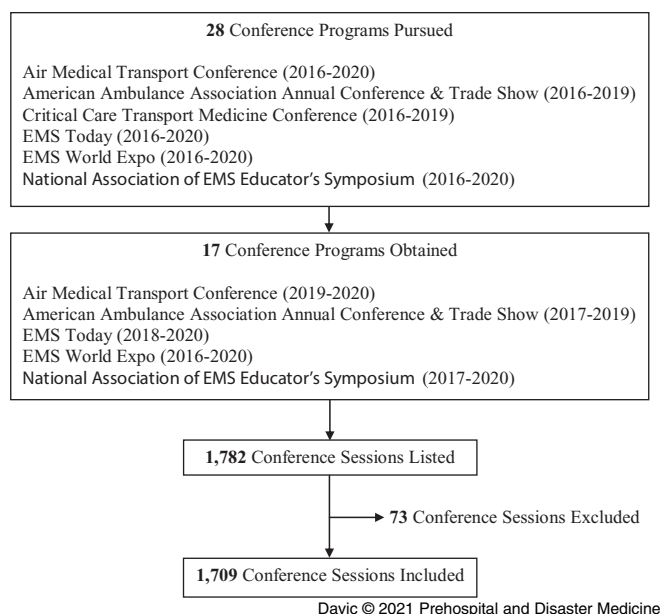 28 Conference Programs Pursued
Air Medical Transport Conference (2016-2020)
American Ambulance Association Annual Conference & Trade Show (2016-2019)
Critical Care Transport Medicine Conference (2016-2019)
EMS Today (2016-2020)
EMS World Expo (2016-2020)
National Association of EMS Educator's Symposium (2016-2020)
17 Conference Programs Obtained
Air Medical Transport Conference (2019-2020)
American Ambulance Association Annual Conference & Trade Show (2017-2019)
EMS Today (2018-2020)
EMS World Expo (2016-2020)
National Association of EMS Educator's Symposium (2017-2020)
1,782 Conference Sessions Listed
73 Conference Sessions Excluded
1,709 Conference Sessions Included
Davic © 2021 Prehospital and Disaster Medicine